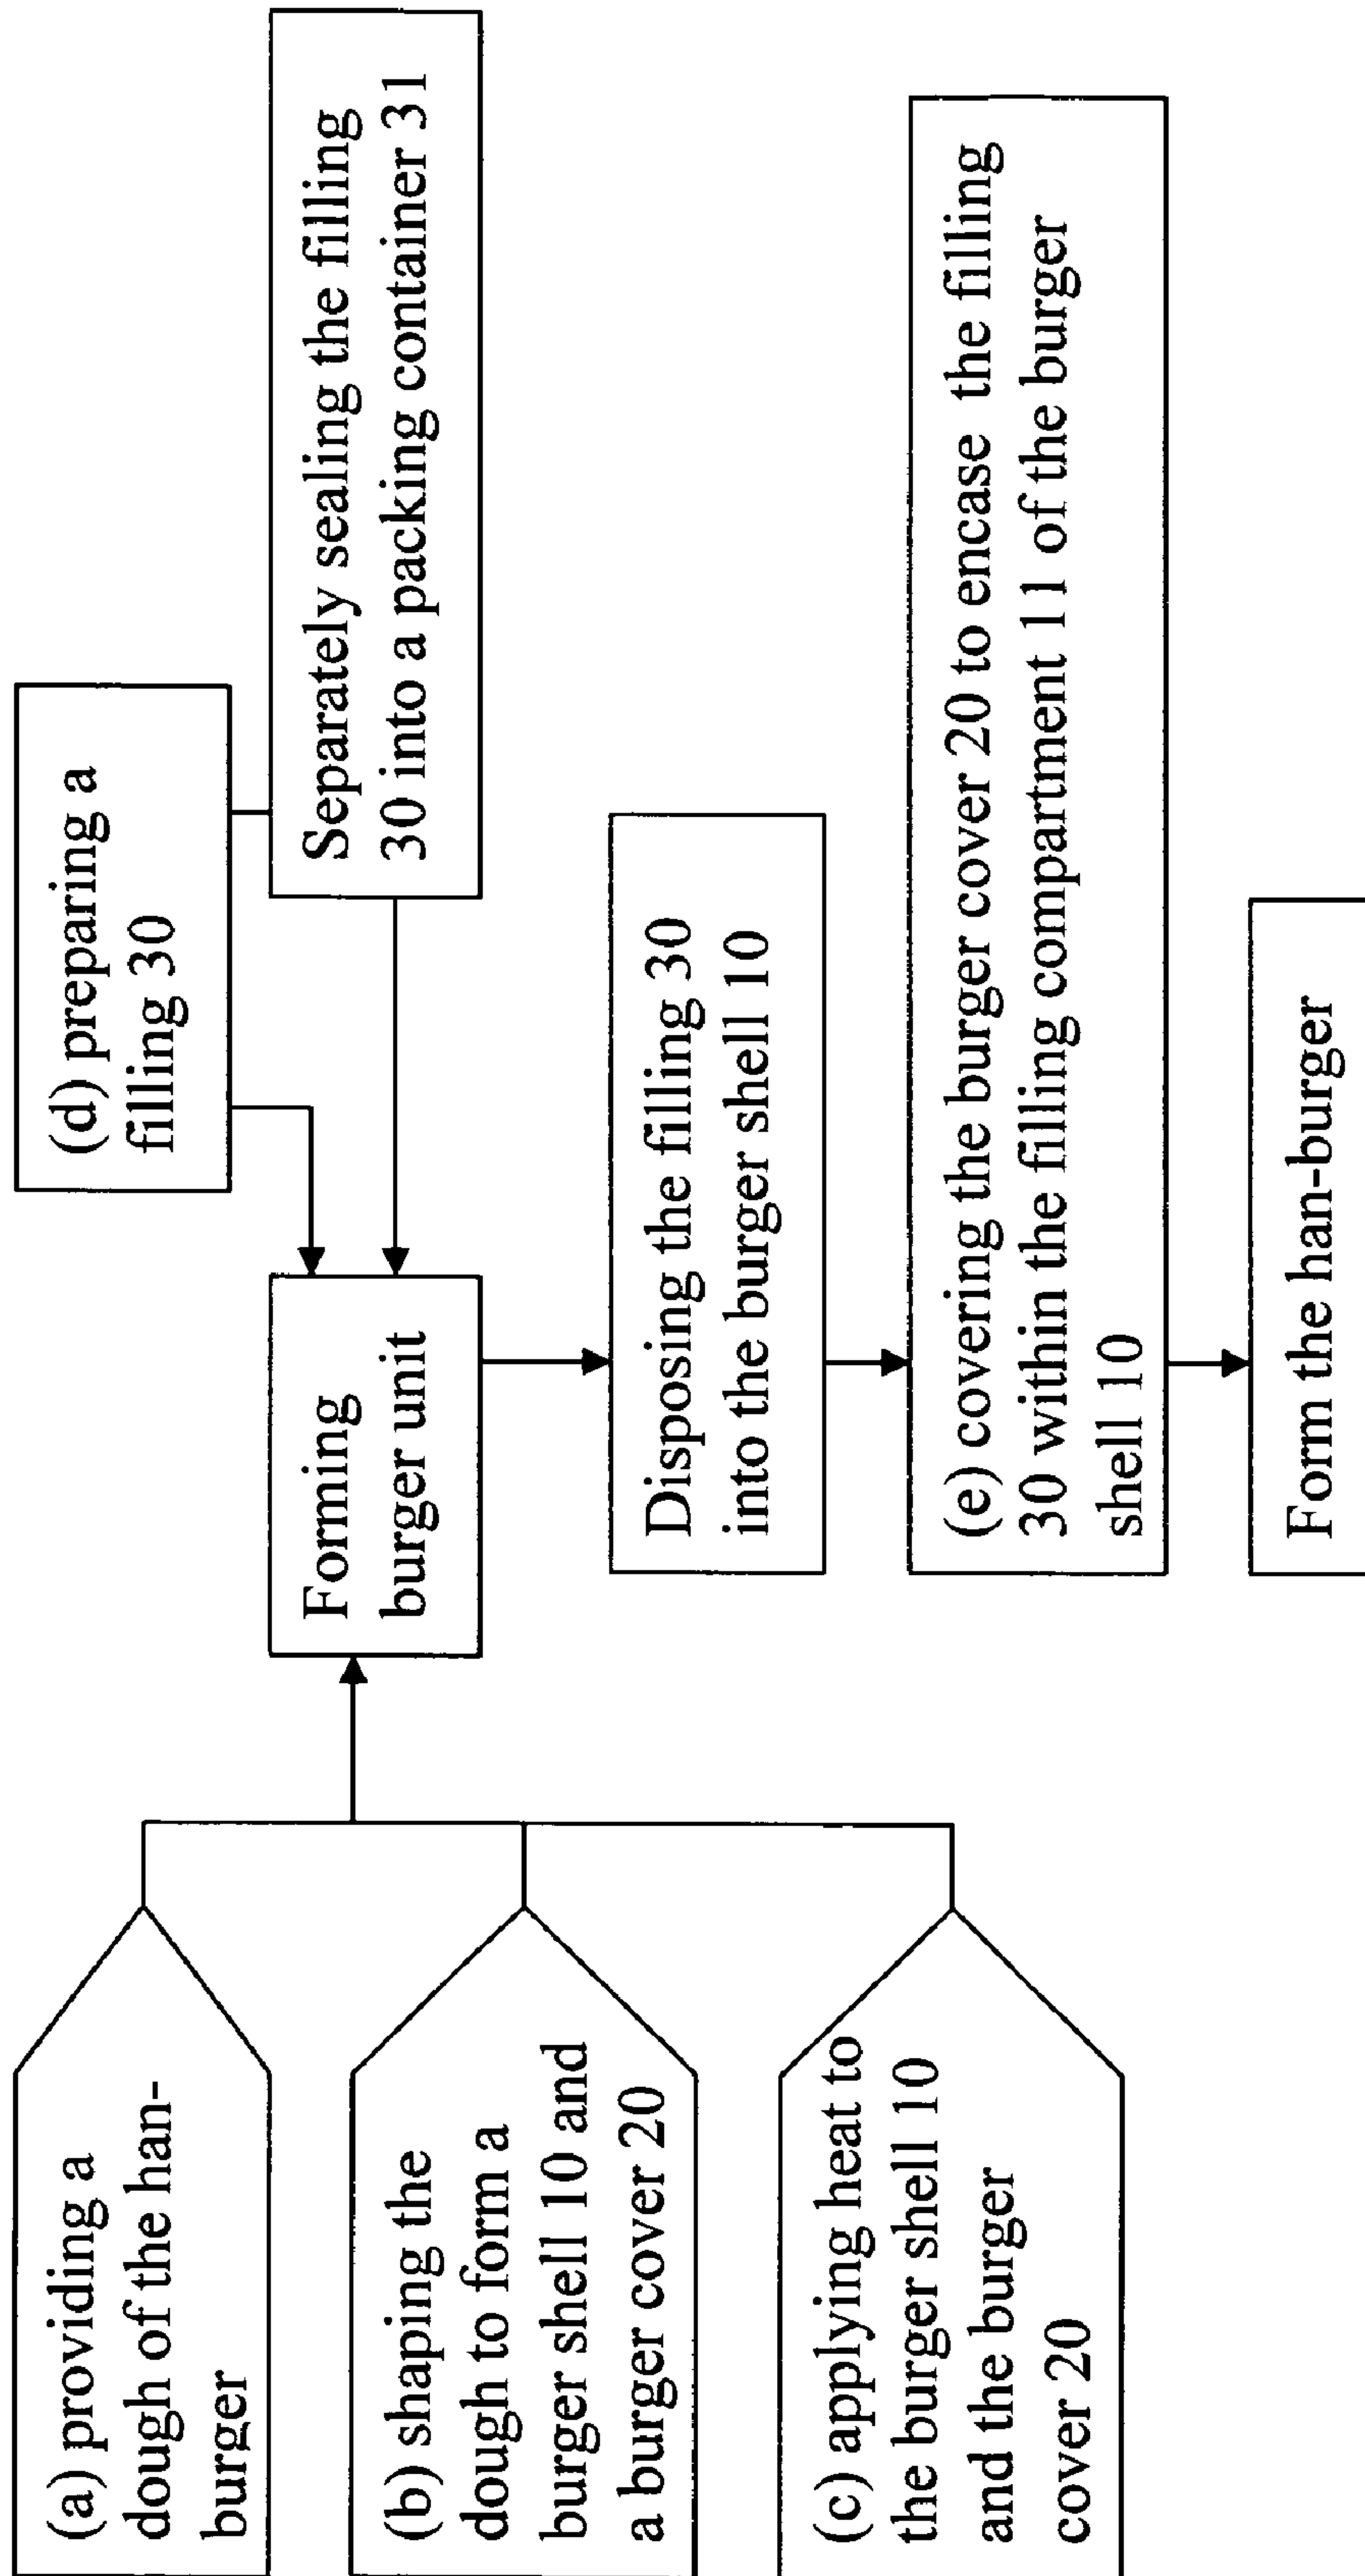 (a) providing a
dough of the han-
burger
(b) shaping the
dough to form a
burger shell 10 and
a burger cover 20
(c) applying heat to
the burger shell 10
and the burger
cover 20
(d) preparing a
filling 30
Separately sealing the filling
30 into a packing container 31
Forming
burger unit
Disposing the filling 30
into the burger shell 10
(e) covering the burger cover 20 to encase the filling
30 within the filling compartment 11 of the burger
shell 10
Form the han-burger